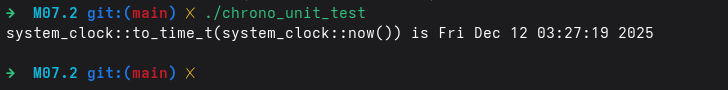 ➜ M07.2 git:(main) ✗ ./chrono_unit_test
system_clock::to_time_t(system_clock::now()) is Fri Dec 12 03:27:19 2025
➜ M07.2 git:(main) ✗